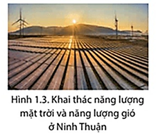 Hình 1.3. Khai thác năng lượng
mặt trời và năng lượng gió
ở Ninh Thuận